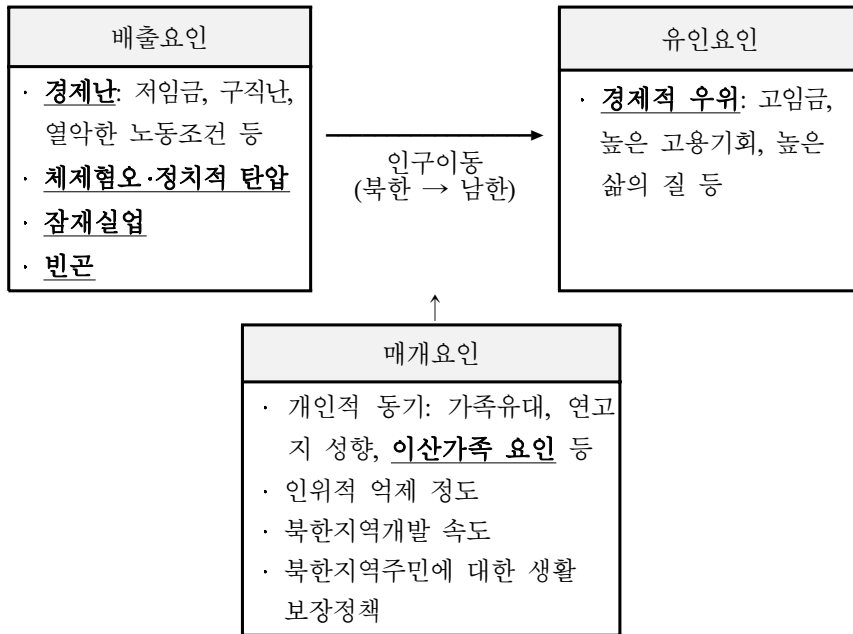 배출요인
· 경제난: 저임금, 구직난,
열악한 노동조건 등
· 체제혐오·정치적 탄압
· 잠재실업
· 빈곤
인구이동
(북한 → 남한)
유인요인
· 경제적 우위: 고임금,
높은 고용기회, 높은
삶의 질 등
매개요인
· 개인적 동기: 가족유대, 연고
지 성향, 이산가족 요인 등
· 인위적 억제 정도
· 북한지역개발 속도
· 북한지역주민에 대한 생활
보장정책